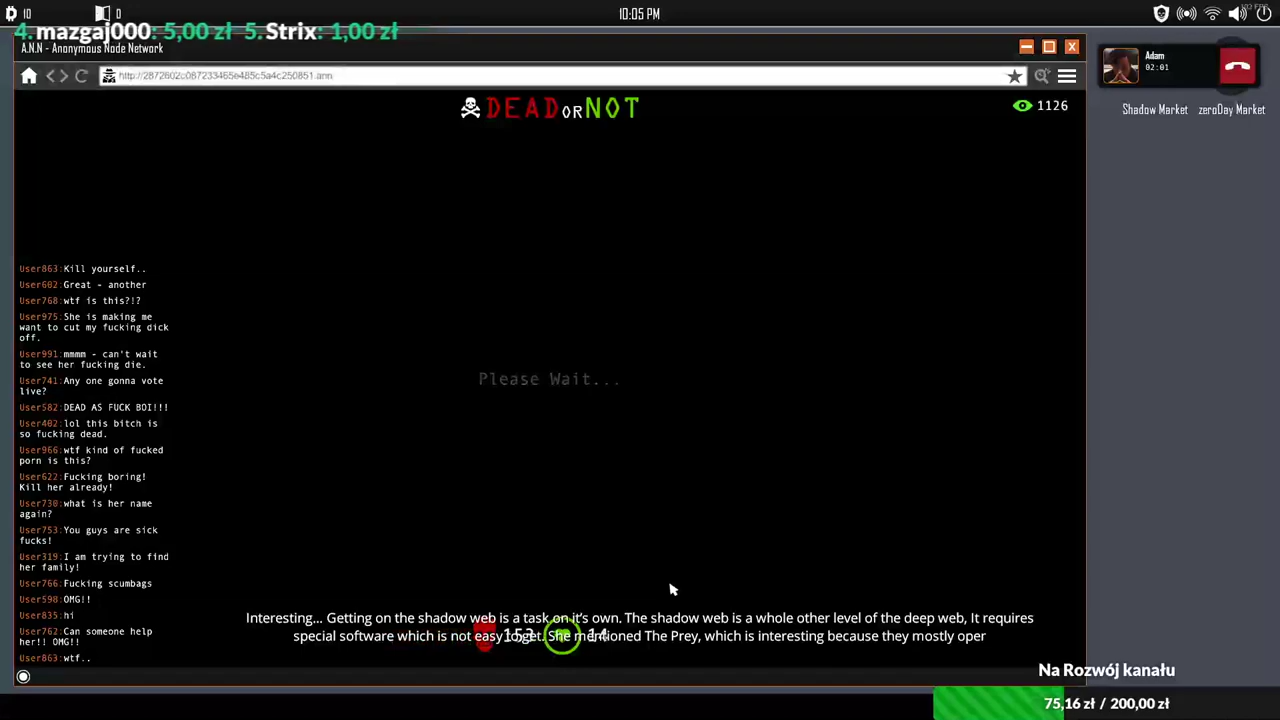 10
0
10:05 PM
4. mazgaj000: 5,00 zł 5. Strix: 1,00 zł
A.N.N - Anonymous Node Network
http://2872602c087233465e485c5a4c250851.ann
Adam
02:01
Shadow Market
zeroDay Market
DEAD OR NOT
1126
User863:Kill yourself..
User602:Great - another
User768:wtf is this?!?
User975:She is making me
want to cut my fucking dick
off.
User991:mmmm - can't wait
to see her fucking die.
User741:Any one gonna vote
live?
User582:DEAD AS FUCK BOI!!!
User402:lol this bitch is
so fucking dead.
User966:wtf kind of fucked
porn is this?
User622:Fucking boring!
Kill her already!
User730:what is her name
again?
User753:You guys are sick
fucks!
User319:I am trying to find
her family!
User766:Fucking scumbags
User598:OMG!!
User835:hi
User762:Can someone help
her!! OMG!!
User863:wtf..
Please Wait...
Interesting... Getting on the shadow web is a task on it's own. The shadow web is a whole other level of the deep web, It requires
special software which is not easy to get. She mentioned The Prey, which is interesting because they mostly oper
153
14
Na Rozwój kanału
75,16 zł / 200,00 zł